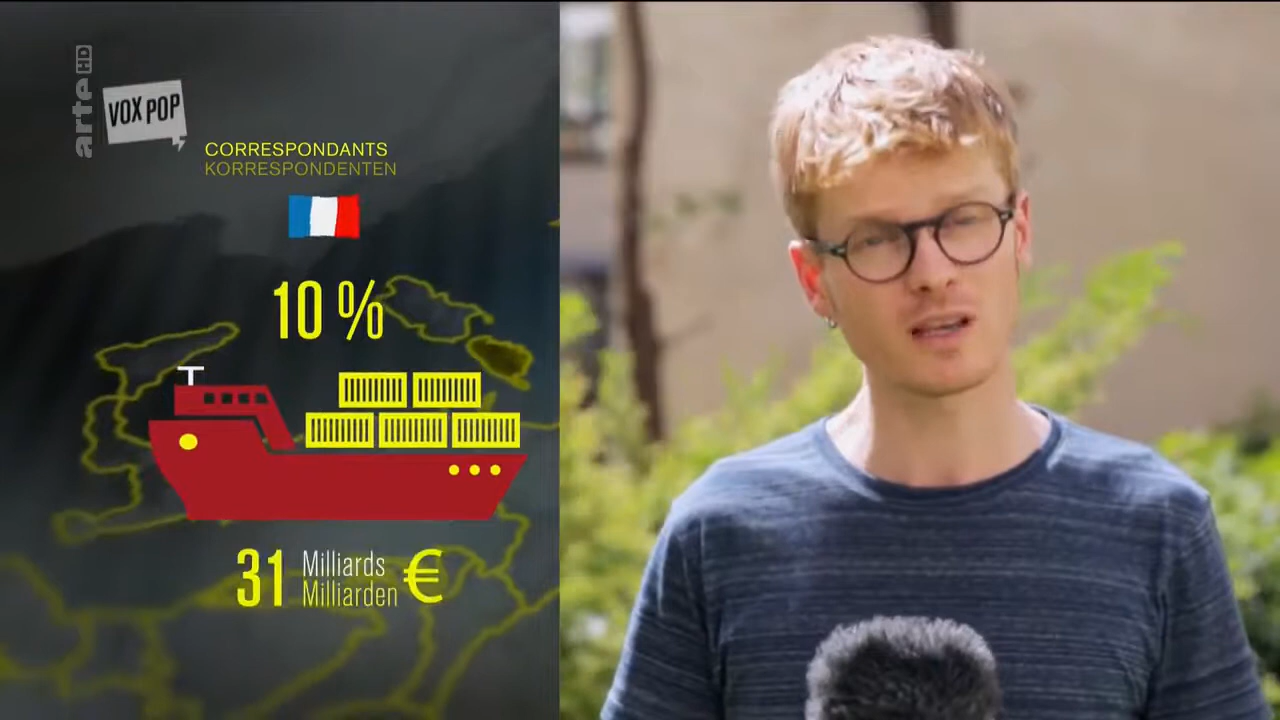 arte HD
VOX POP
CORRESPONDANTS
KORRESPONDENTEN
10 %
31 Milliards €
Milliarden